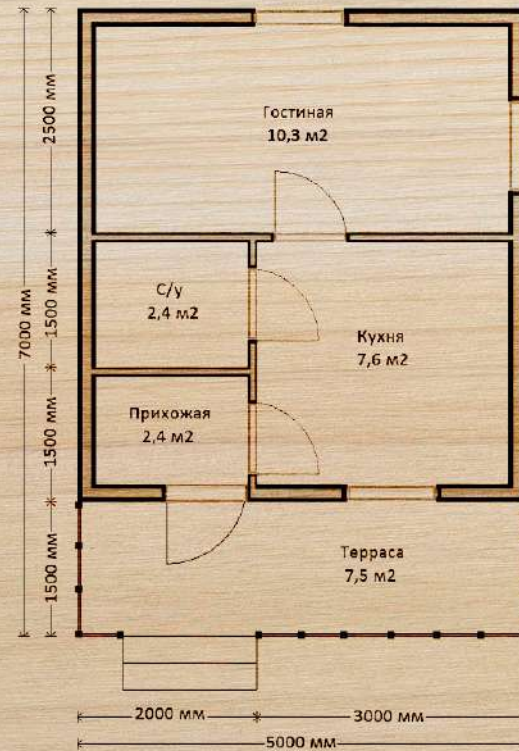 Гостиная
10,3 м2
С/у
2,4 м2
Кухня
7,6 м2
Прихожая
2,4 м2
Терраса
7,5 м2
7000 мм
2500 мм
1500 мм
1500 мм
1500 мм
2000 мм
3000 мм
5000 мм